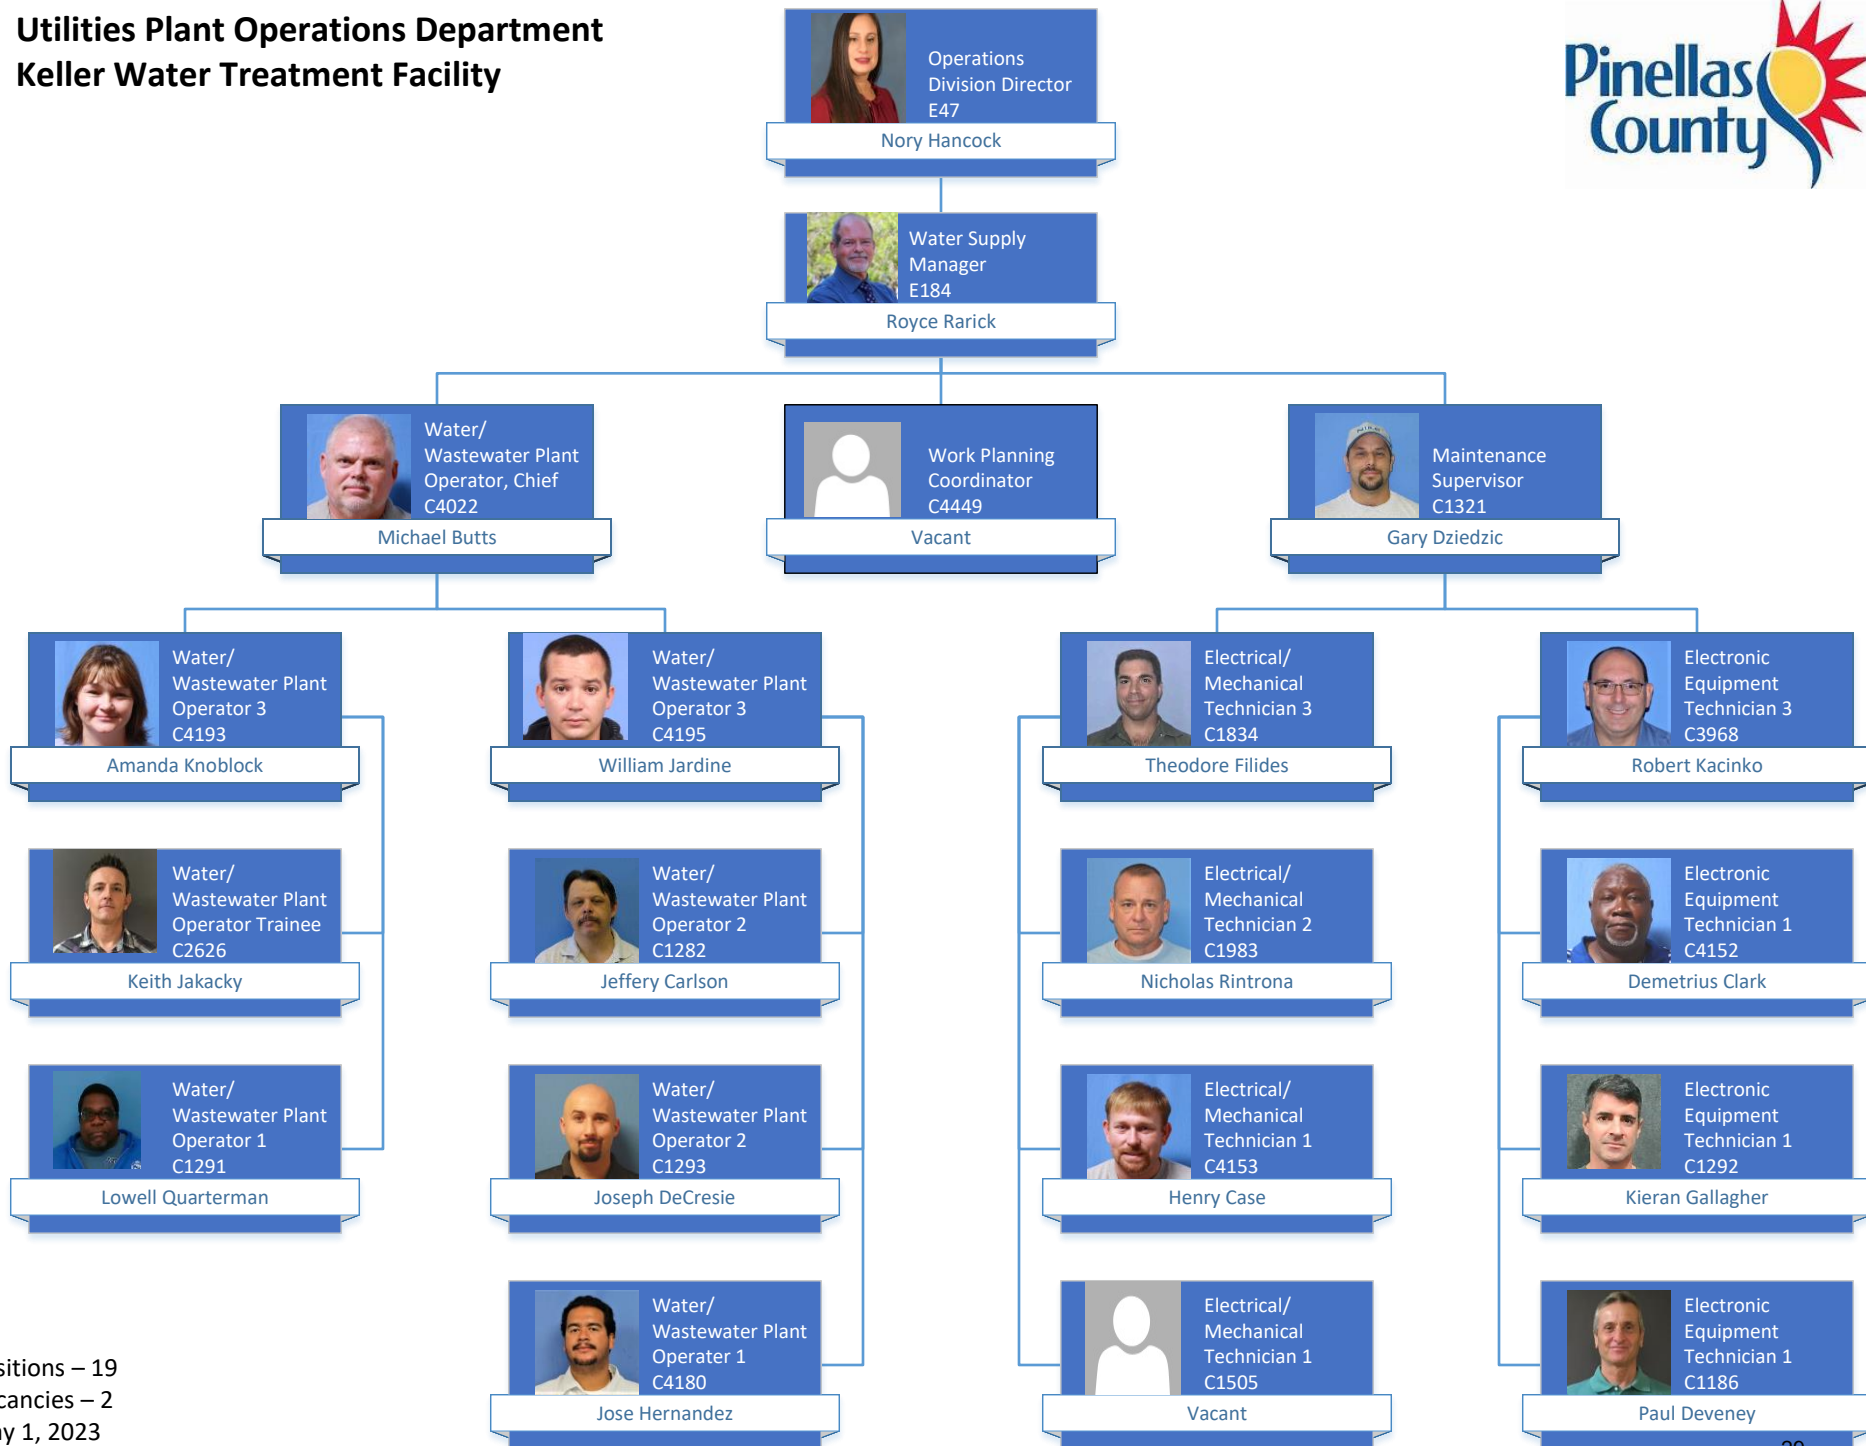 Utilities Plant Operations Department
Keller Water Treatment Facility
Pinellas
County
Operations
Division Director
E47
Nory Hancock
Water Supply
Manager
E184
Royce Rarick
Water/
Wastewater Plant
Operator, Chief
C4022
Michael Butts
Work Planning
Coordinator
C4449
Vacant
Maintenance
Supervisor
C1321
Gary Dziedzic
Water/
Wastewater Plant
Operator 3
C4193
Amanda Knoblock
Water/
Wastewater Plant
Operator 3
C4195
William Jardine
Electrical/
Mechanical
Technician 3
C1834
Theodore Filides
Electronic
Equipment
Technician 3
C3968
Robert Kacinko
Water/
Wastewater Plant
Operator Trainee
C2626
Keith Jakacky
Water/
Wastewater Plant
Operator 2
C1282
Jeffery Carlson
Electrical/
Mechanical
Technician 2
C1983
Nicholas Rintrona
Electronic
Equipment
Technician 1
C4152
Demetrius Clark
Water/
Wastewater Plant
Operator 1
C1291
Lowell Quarterman
Water/
Wastewater Plant
Operator 2
C1293
Joseph DeCresie
Electrical/
Mechanical
Technician 1
C4153
Henry Case
Electronic
Equipment
Technician 1
C1292
Kieran Gallagher
Water/
Wastewater Plant
Operater 1
C4180
Jose Hernandez
Electrical/
Mechanical
Technician 1
C1505
Vacant
Electronic
Equipment
Technician 1
C1186
Paul Deveney
sitions – 19
cancies – 2
y 1, 2023